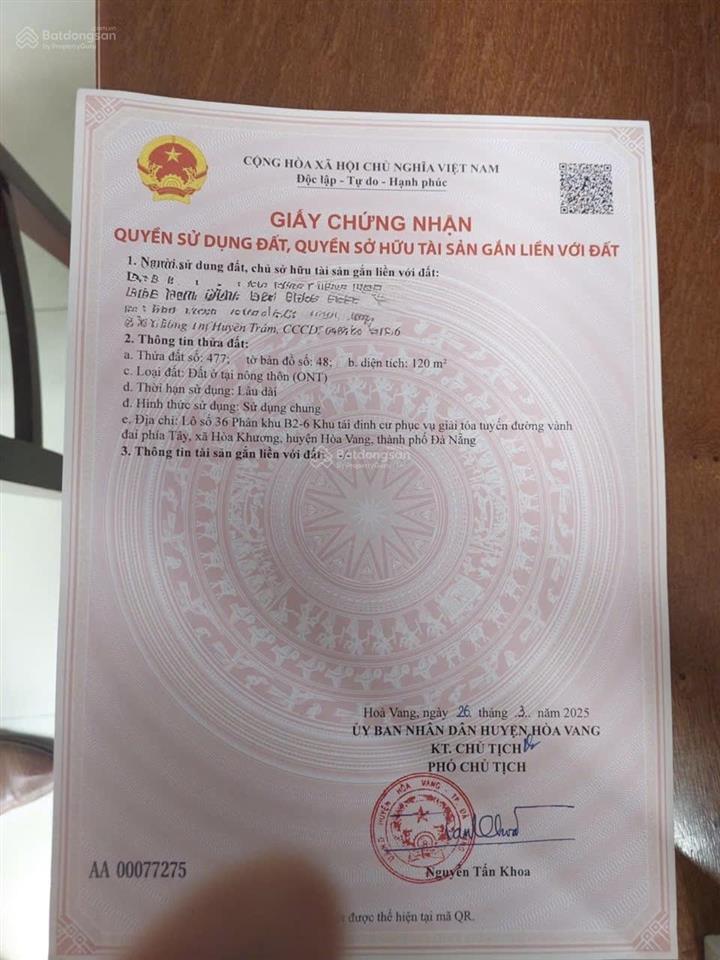 Batdongsan
by PropertyGuru
CỘNG HÒA XÃ HỘI CHỦ NGHĨA VIỆT NAM
Độc lập - Tự do - Hạnh phúc
GIẤY CHỨNG NHẬN
QUYỀN SỬ DỤNG ĐẤT, QUYỀN SỞ HỮU TÀI SẢN GẮN LIỀN VỚI ĐẤT
1. Người sử dụng đất, chủ sở hữu tài sản gắn liền với đất:
Huyền Trâm, CCCD
2. Thông tin thửa đất:
a. Thửa đất số: 477; tờ bản đồ số: 48; b. diện tích: 120 m²
c. Loại đất: Đất ở tại nông thôn (ONT)
d. Thời hạn sử dụng: Lâu dài
đ. Hình thức sử dụng: Sử dụng chung
e. Địa chỉ: Lô số 36 Phân khu B2-6 Khu tái định cư phục vụ giải tỏa tuyến đường vành
đai phía Tây, xã Hòa Khương, huyện Hòa Vang, thành phố Đà Nẵng
3. Thông tin tài sản gắn liền với đất:
Batdongsan
by PropertyGuru
Hoà Vang, ngày 26 tháng .3.. năm 2025
ỦY BAN NHÂN DÂN HUYỆN HÒA VANG
KT. CHỦ TỊCH
PHÓ CHỦ TỊCH
HUYỆN HÒA VANG
Nguyễn Tấn Khoa
AA 00077275
được thể hiện tại mã QR.